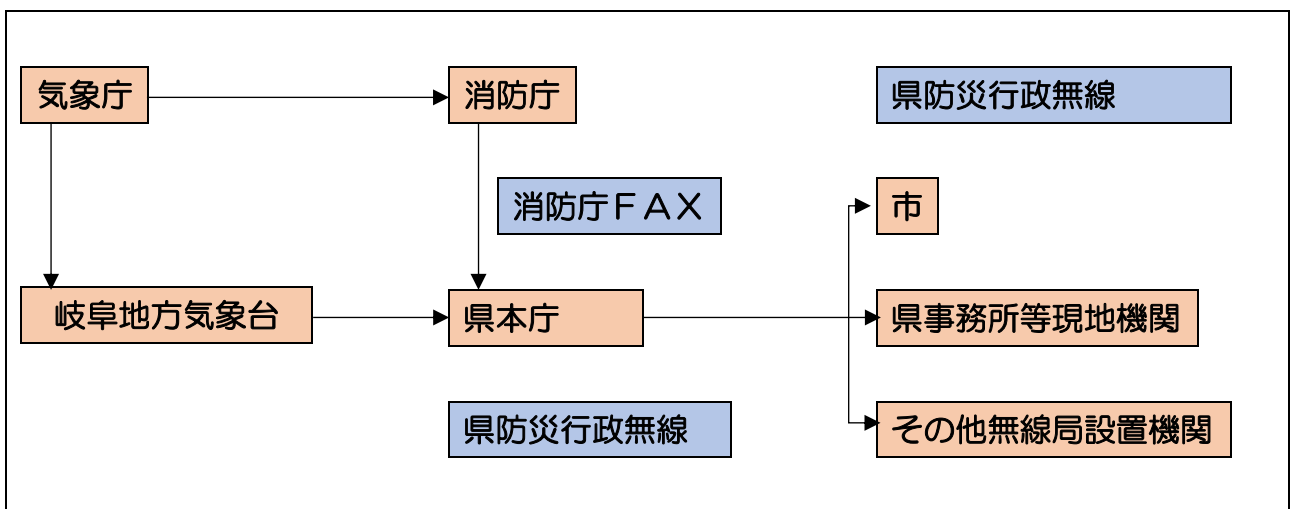 気象庁
消防庁
県防災行政無線
消防庁ＦＡＸ
市
岐阜地方気象台
県本庁
県事務所等現地機関
県防災行政無線
その他無線局設置機関